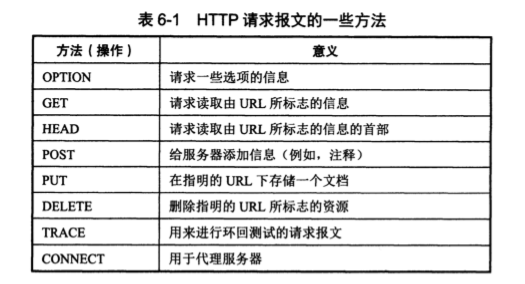 表 6-1 HTTP 请求报文的一些方法
方法（操作） 意义
OPTION 请求一些选项的信息
GET 请求读取由 URL 所标志的信息
HEAD 请求读取由 URL 所标志的信息的首部
POST 给服务器添加信息（例如，注释）
PUT 在指明的 URL 下存储一个文档
DELETE 删除指明的 URL 所标志的资源
TRACE 用来进行环回测试的请求报文
CONNECT 用于代理服务器